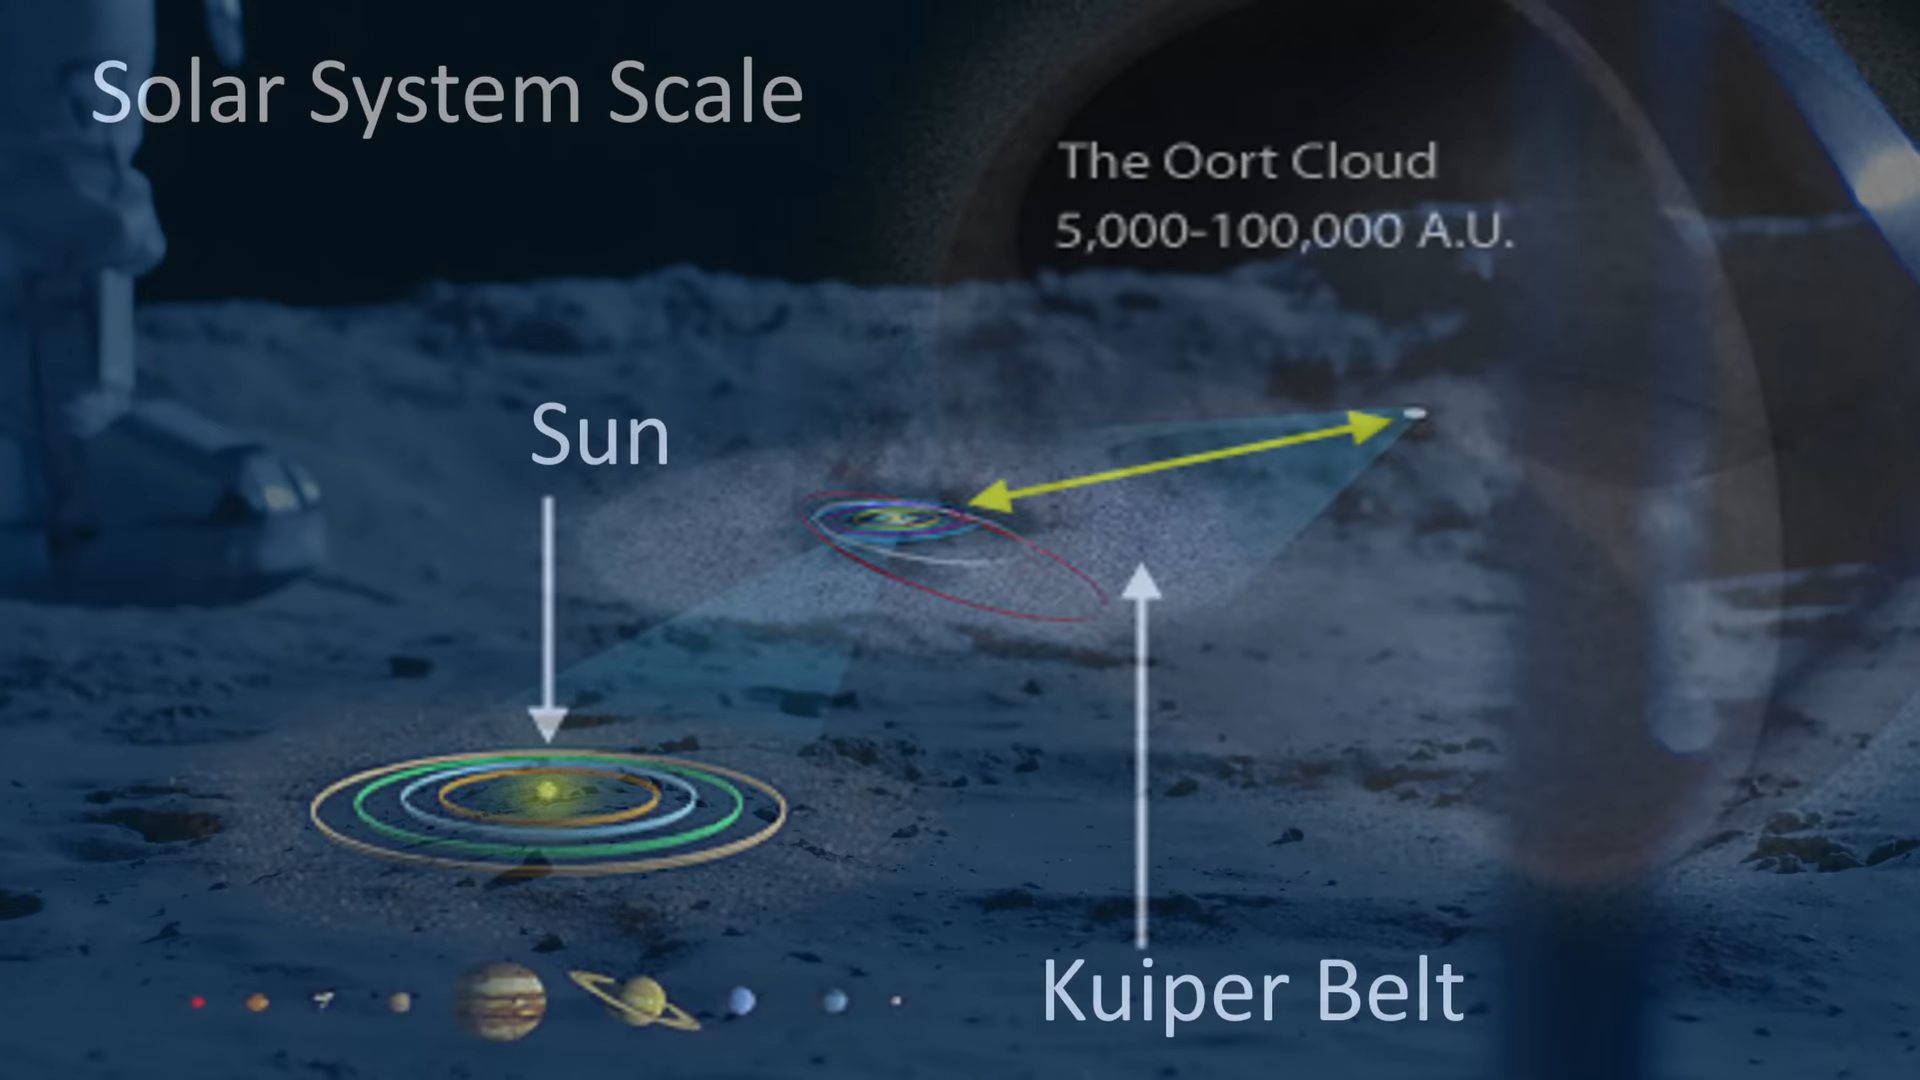 Solar System Scale
The Oort Cloud
5,000-100,000 A.U.
Sun
Kuiper Belt